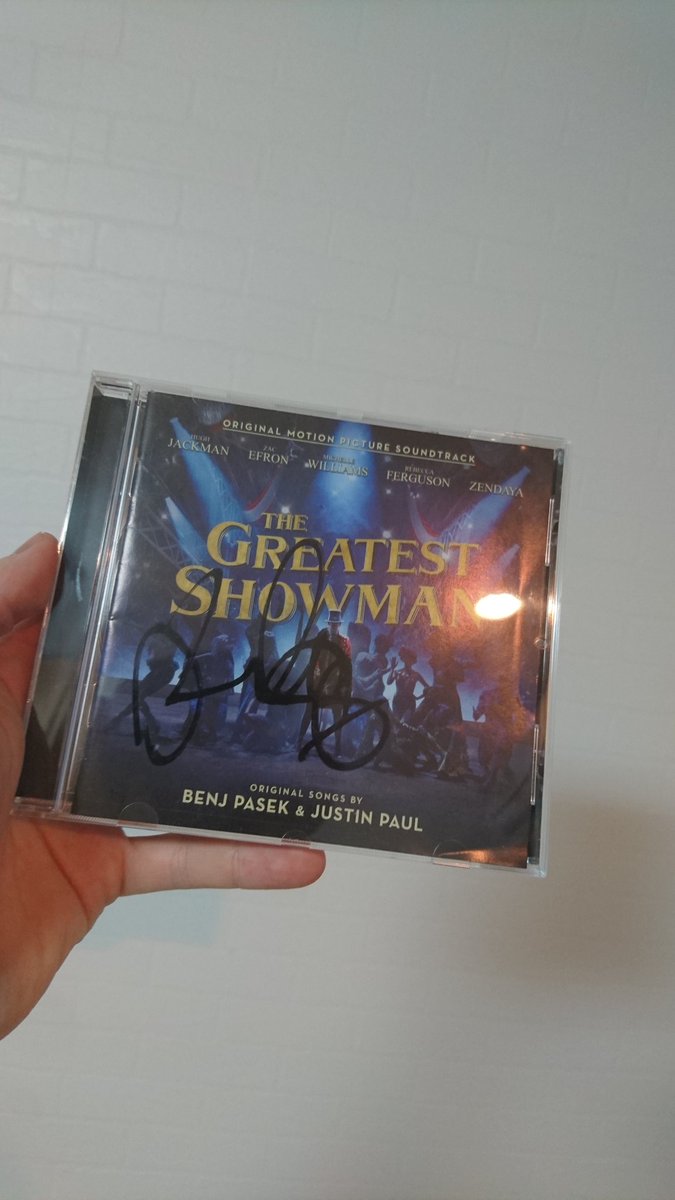 ORIGINAL MOTION PICTURE SOUNDTRACK
HUGH JACKMAN ZAC EFRON MICHELLE WILLIAMS REBECCA FERGUSON ZENDAYA
THE
GREATEST
SHOWMAN
ORIGINAL SONGS BY
BENJ PASEK & JUSTIN PAUL